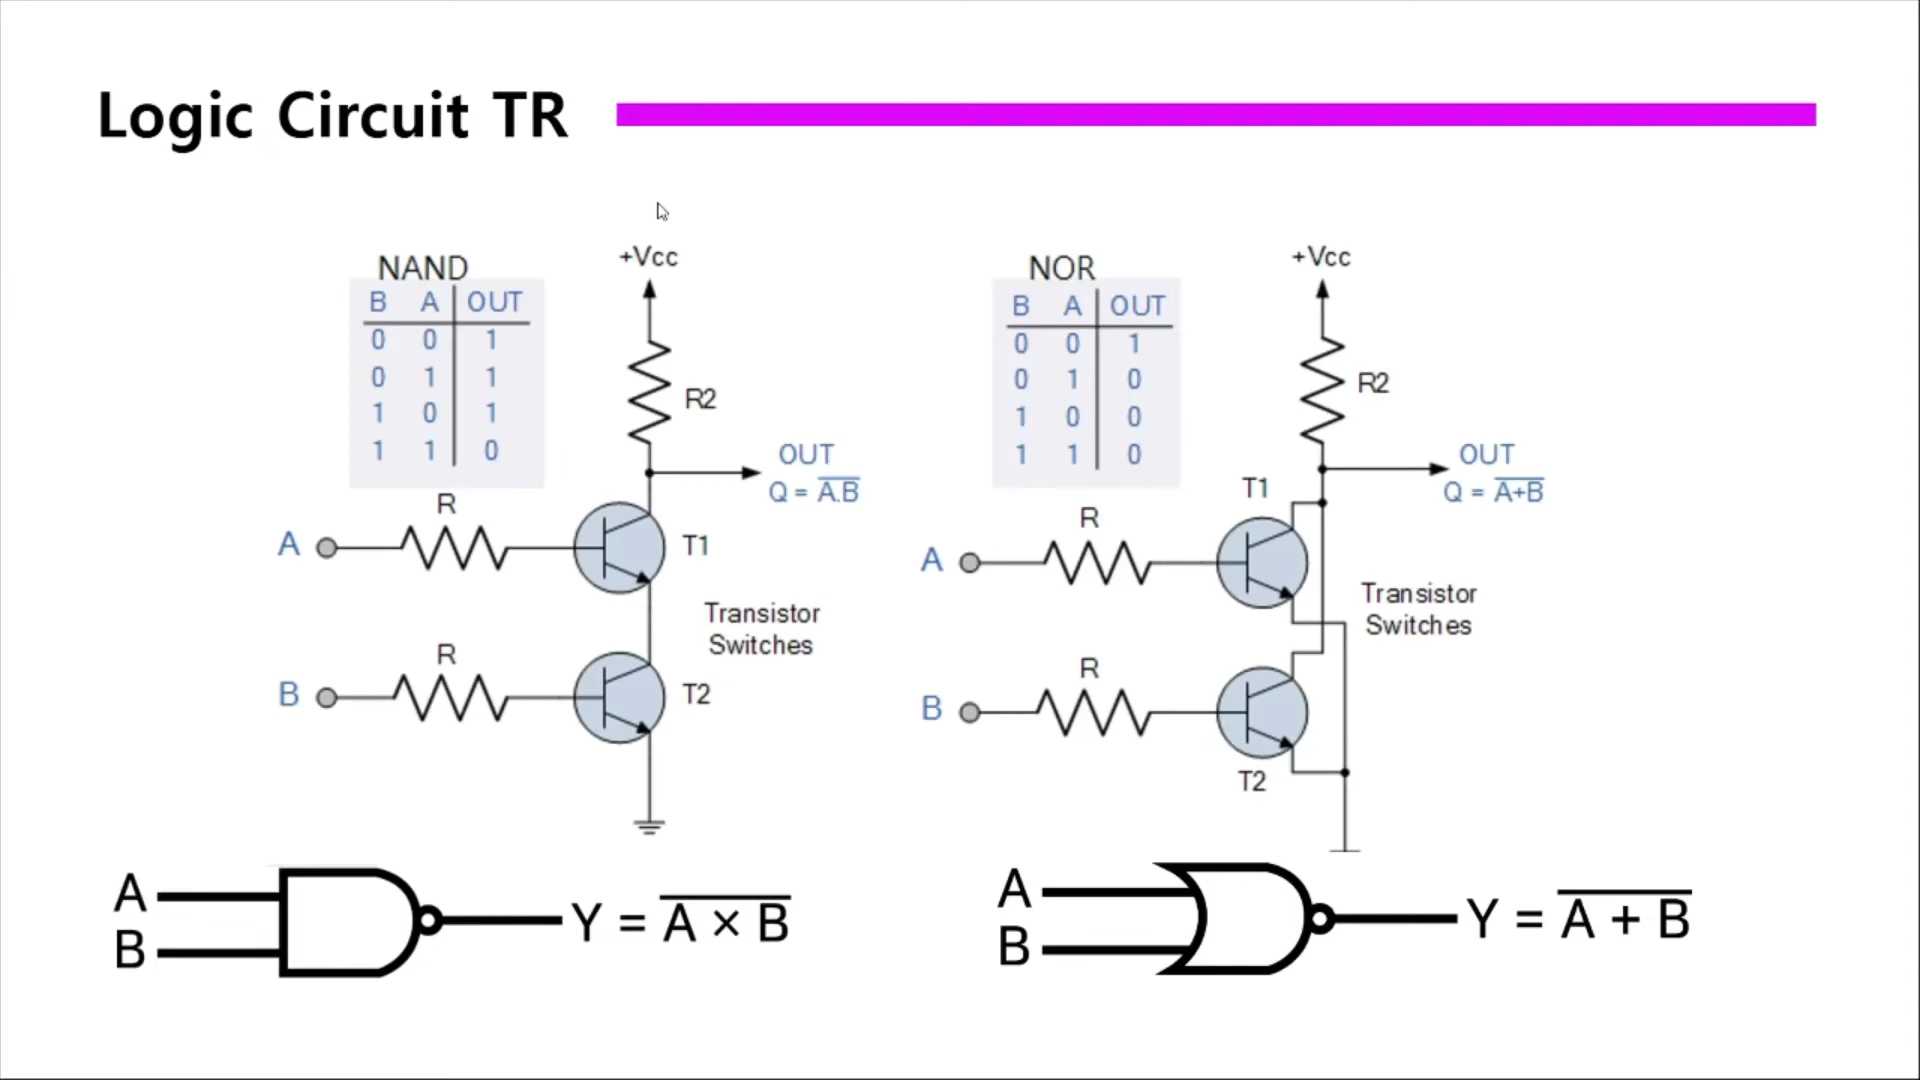 Logic Circuit TR
NAND
B A OUT
0 0 1
0 1 1
1 0 1
1 1 0
+Vcc
R2
OUT
Q = A̅.̅B̅
R
A
T1
Transistor
Switches
R
B
T2
NOR
B A OUT
0 0 1
0 1 0
1 0 0
1 1 0
+Vcc
R2
OUT
Q = A̅+̅B̅
T1
R
A
Transistor
Switches
R
B
T2
A
B
Y = A̅ ̅×̅ ̅B̅
A
B
Y = A̅ ̅+̅ ̅B̅